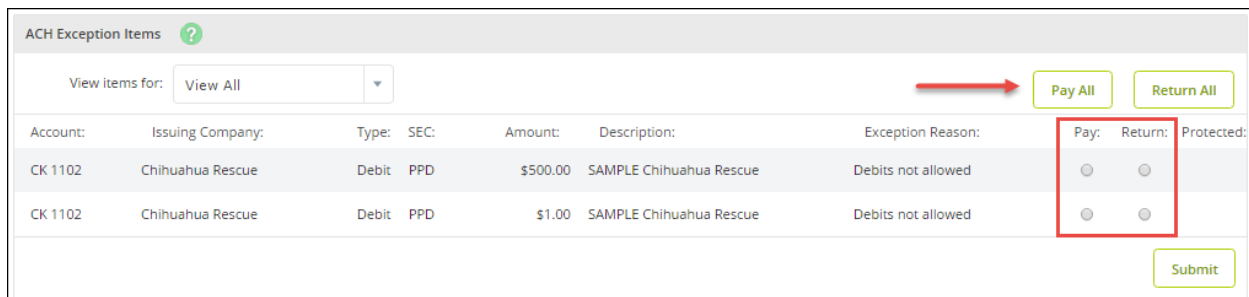 ACH Exception Items ?
View items for: View All
Pay All Return All
Account: Issuing Company: Type: SEC: Amount: Description: Exception Reason: Pay: Return: Protected:
CK 1102 Chihuahua Rescue Debit PPD $500.00 SAMPLE Chihuahua Rescue Debits not allowed
CK 1102 Chihuahua Rescue Debit PPD $1.00 SAMPLE Chihuahua Rescue Debits not allowed
Submit